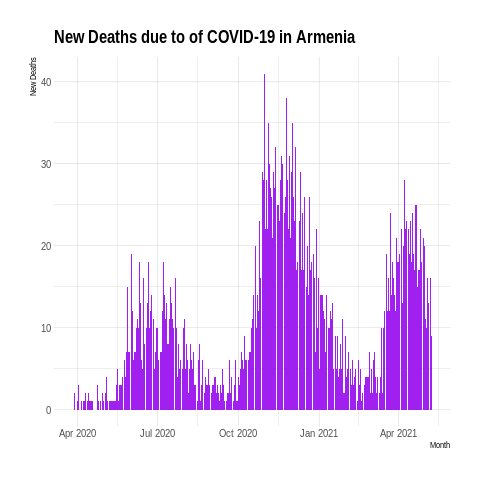 New Deaths due to of COVID-19 in Armenia
New Deaths
40
30
20
10
0
Apr 2020 Jul 2020 Oct 2020 Jan 2021 Apr 2021
Month